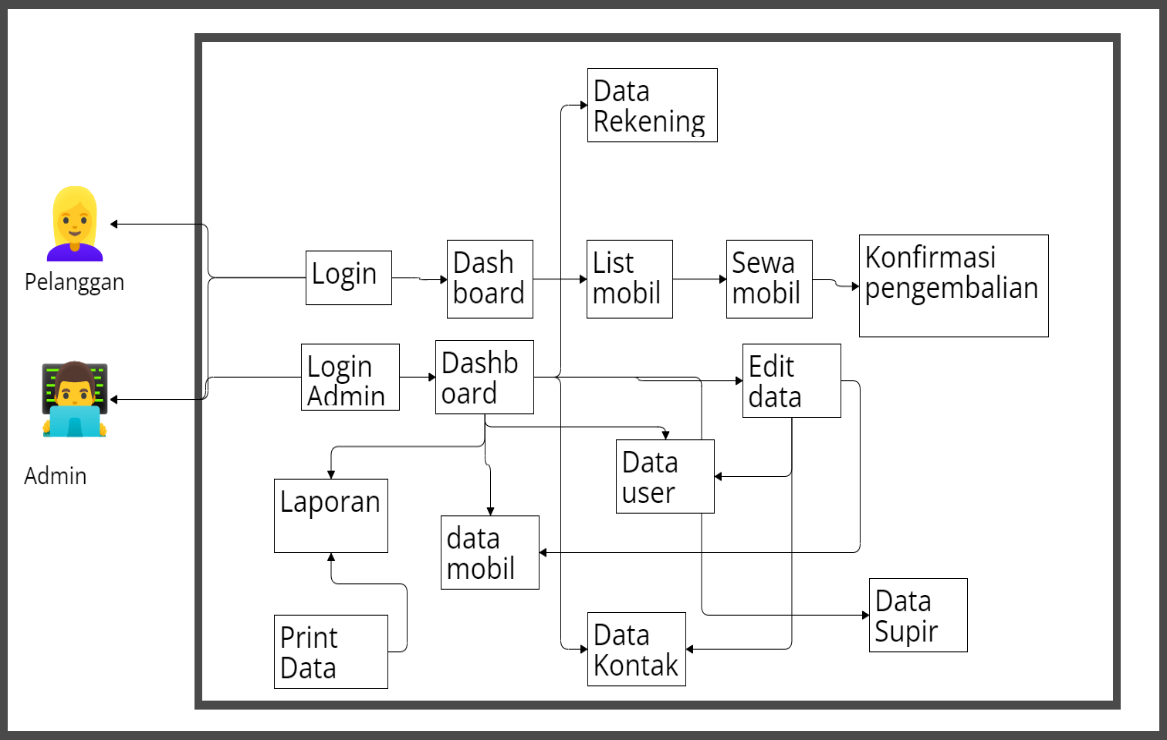 Data
Rekening
Pelanggan
Login
Dash
board
List
mobil
Sewa
mobil
Konfirmasi
pengembalian
Admin
Login
Admin
Dashb
oard
Edit
data
Data
user
Laporan
data
mobil
Data
Supir
Print
Data
Data
Kontak